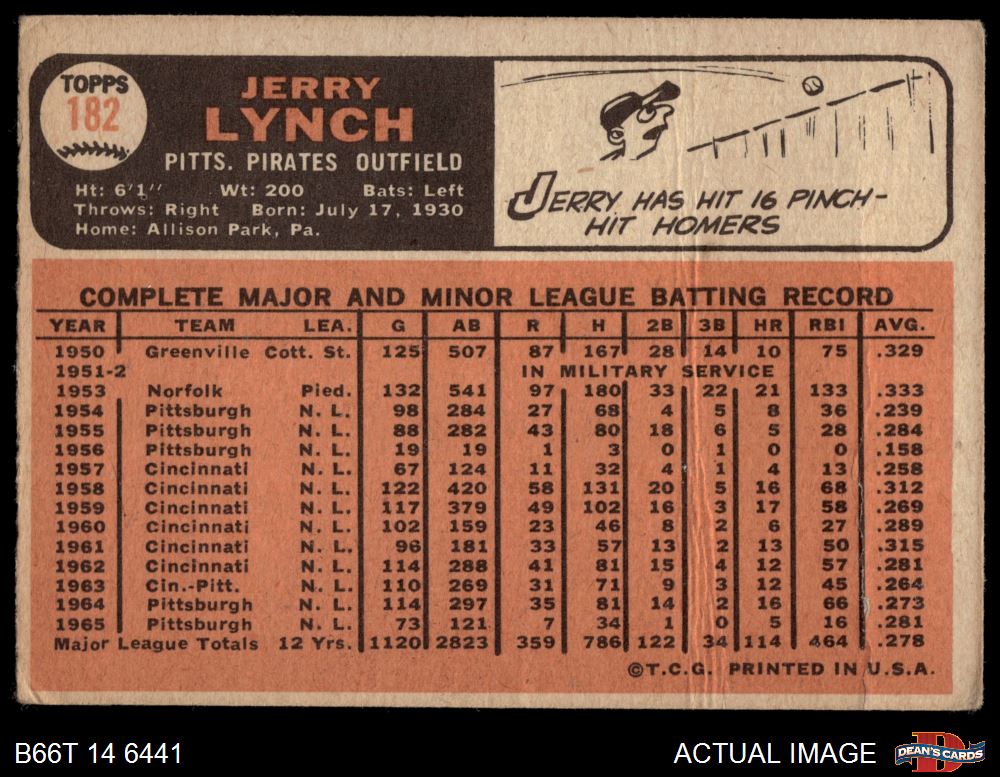 TOPPS
182
JERRY
LYNCH
PITTS. PIRATES OUTFIELD
Ht: 6'1" Wt: 200 Bats: Left
Throws: Right Born: July 17, 1930
Home: Allison Park, Pa.
JERRY HAS HIT 16 PINCH-
HIT HOMERS
COMPLETE MAJOR AND MINOR LEAGUE BATTING RECORD
YEAR TEAM LEA. G AB R H 2B 3B HR RBI AVG.
1950 Greenville Cott. St. 125 507 87 167 28 14 10 75 .329
1951-2 IN MILITARY SERVICE
1953 Norfolk Pied. 132 541 97 180 33 22 21 133 .333
1954 Pittsburgh N. L. 98 284 27 68 4 5 8 36 .239
1955 Pittsburgh N. L. 88 282 43 80 18 6 5 28 .284
1956 Pittsburgh N. L. 19 19 1 3 0 1 0 0 .158
1957 Cincinnati N. L. 67 124 11 32 4 1 4 13 .258
1958 Cincinnati N. L. 122 420 58 131 20 5 16 68 .312
1959 Cincinnati N. L. 117 379 49 102 16 3 17 58 .269
1960 Cincinnati N. L. 102 159 23 46 8 2 6 27 .289
1961 Cincinnati N. L. 96 181 33 57 13 2 13 50 .315
1962 Cincinnati N. L. 114 288 41 81 15 4 12 57 .281
1963 Cin.-Pitt. N. L. 110 269 31 71 9 3 12 45 .264
1964 Pittsburgh N. L. 114 297 35 81 14 2 16 66 .273
1965 Pittsburgh N. L. 73 121 7 34 1 0 5 16 .281
Major League Totals 12 Yrs. 1120 2823 359 786 122 34 114 464 .278
©T.C.G. PRINTED IN U.S.A.
B66T 14 6441 ACTUAL IMAGE DEAN'S CARDS